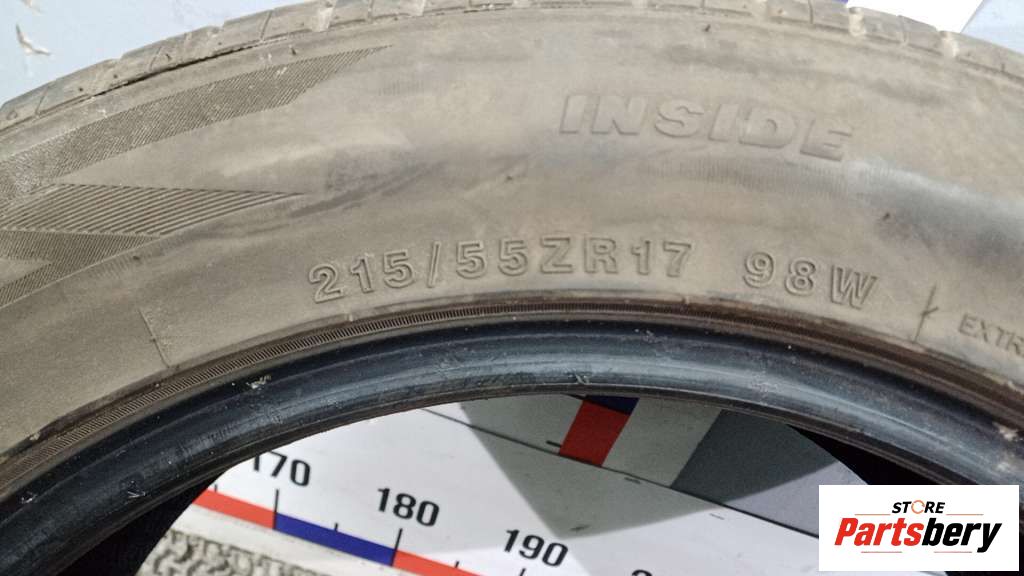 INSIDE
215/55ZR17 98W
EXTR
170
180
190
STORE
Partsbery